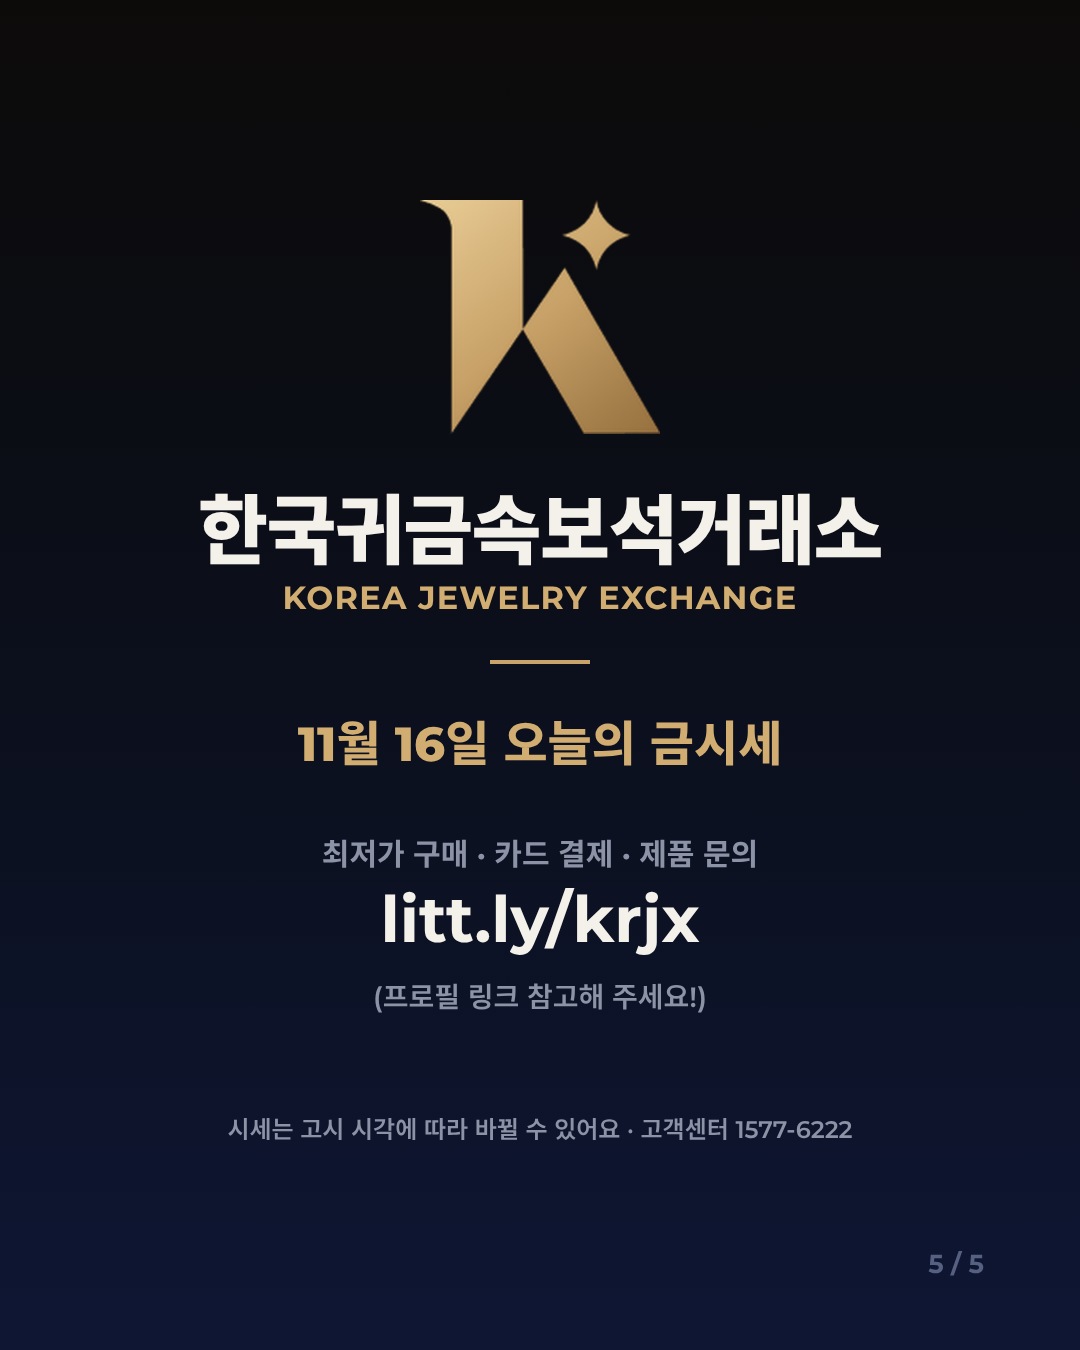 한국귀금속보석거래소
KOREA JEWELRY EXCHANGE
11월 16일 오늘의 금시세
최저가 구매 · 카드 결제 · 제품 문의
litt.ly/krjx
(프로필 링크 참고해 주세요!)
시세는 고시 시각에 따라 바뀔 수 있어요 · 고객센터 1577-6222
5 / 5